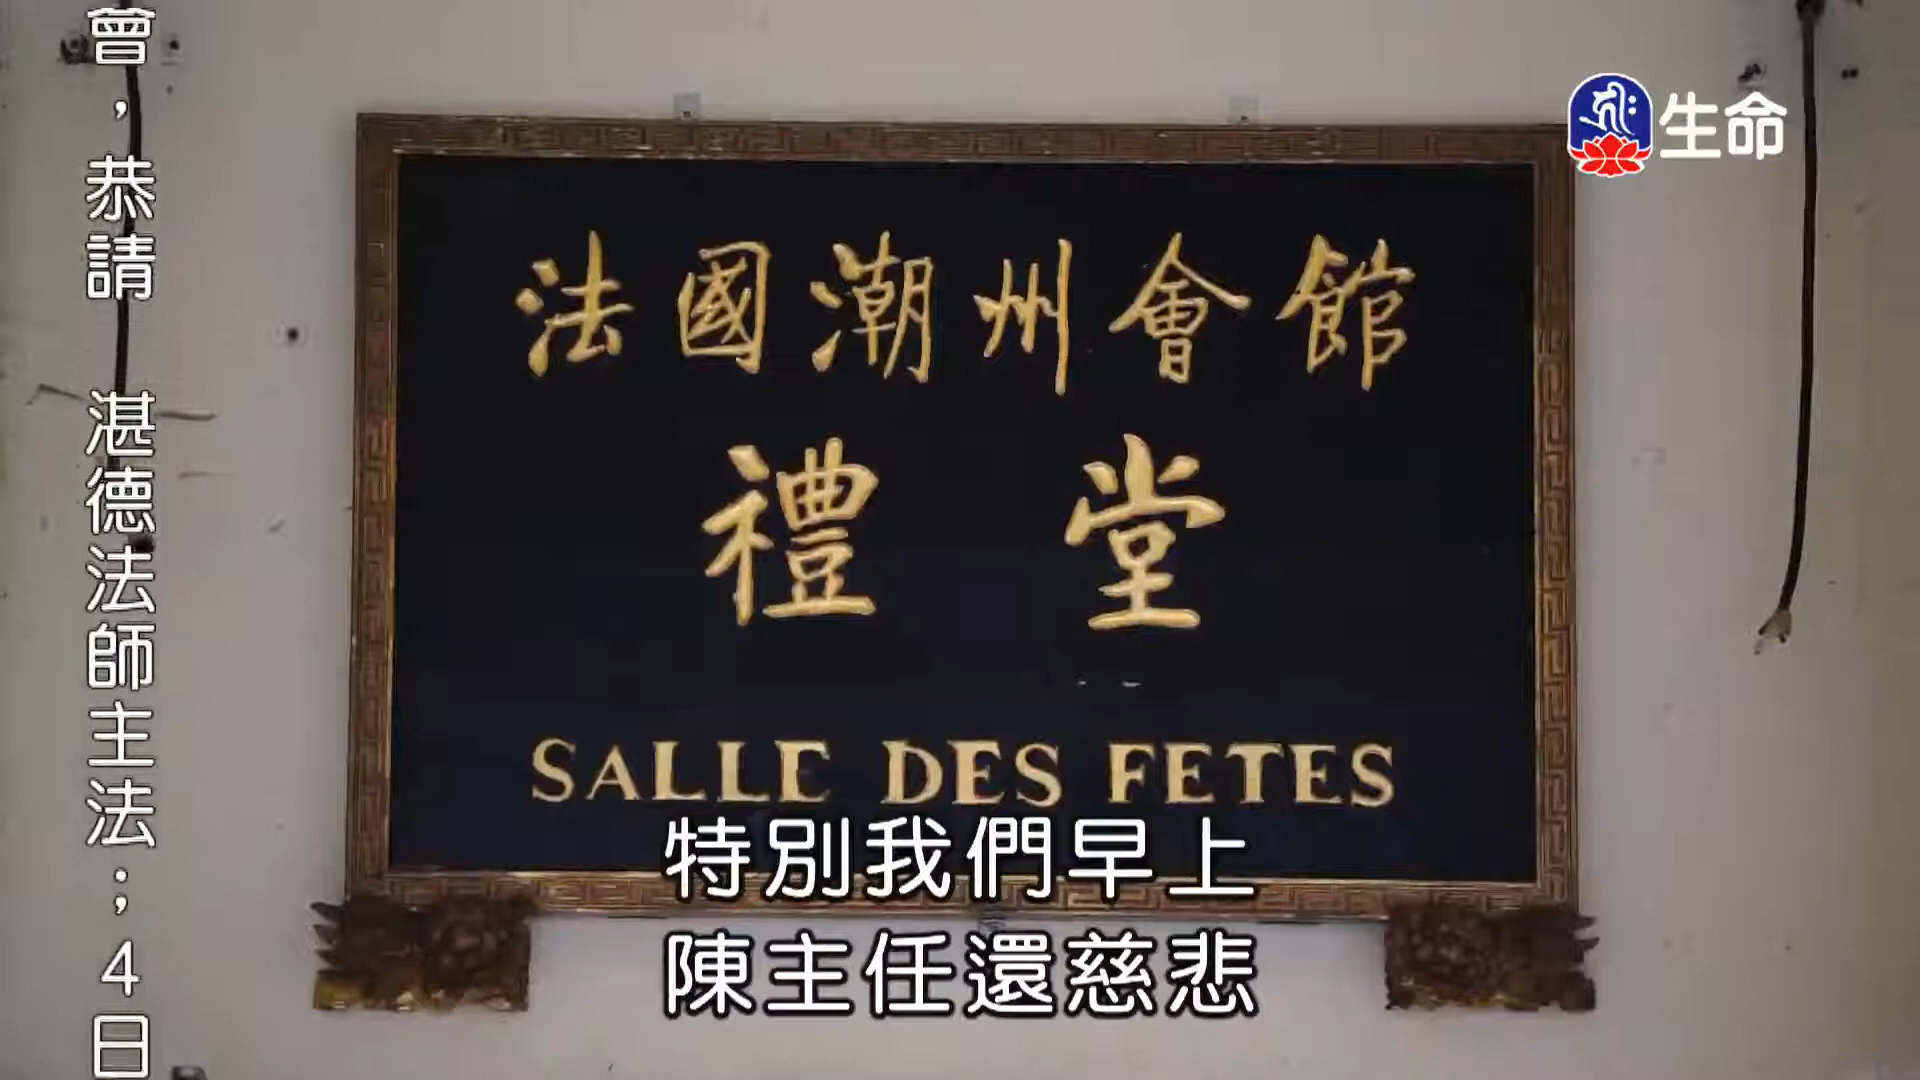 曾，恭請　湛德法師主法；4日
生命
法國潮州會館
禮堂
SALLE DES FETES
特別我們早上
陳主任還慈悲